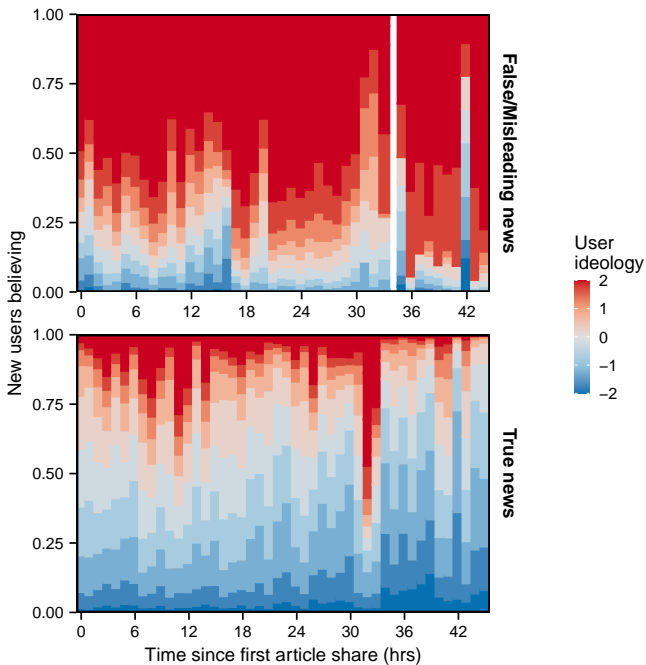 1.00
0.75
0.50
0.25
0.00
0 6 12 18 24 30 36 42
False/Misleading news
New users believing
1.00
0.75
0.50
0.25
0.00
0 6 12 18 24 30 36 42
True news
Time since first article share (hrs)
User
ideology
2
1
0
−1
−2